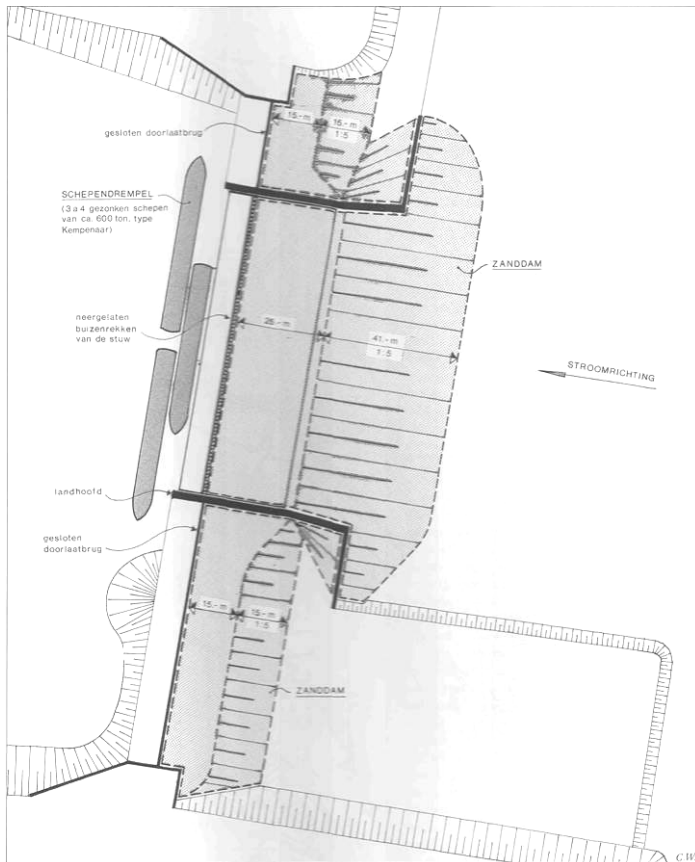 15.-m
15.-m
1:5
gesloten
doorlaatbrug
SCHEPENDREMPEL
(3 a 4 gezonken schepen
van ca. 600 ton, type
Kempenaar)
ZANDDAM
neergelaten
buizenrekken
van de stuw
25.-m
41.-m
1:5
STROOMRICHTING
landhoofd
gesloten
doorlaatbrug
15.-m
15.-m
1:5
ZANDDAM
C.W